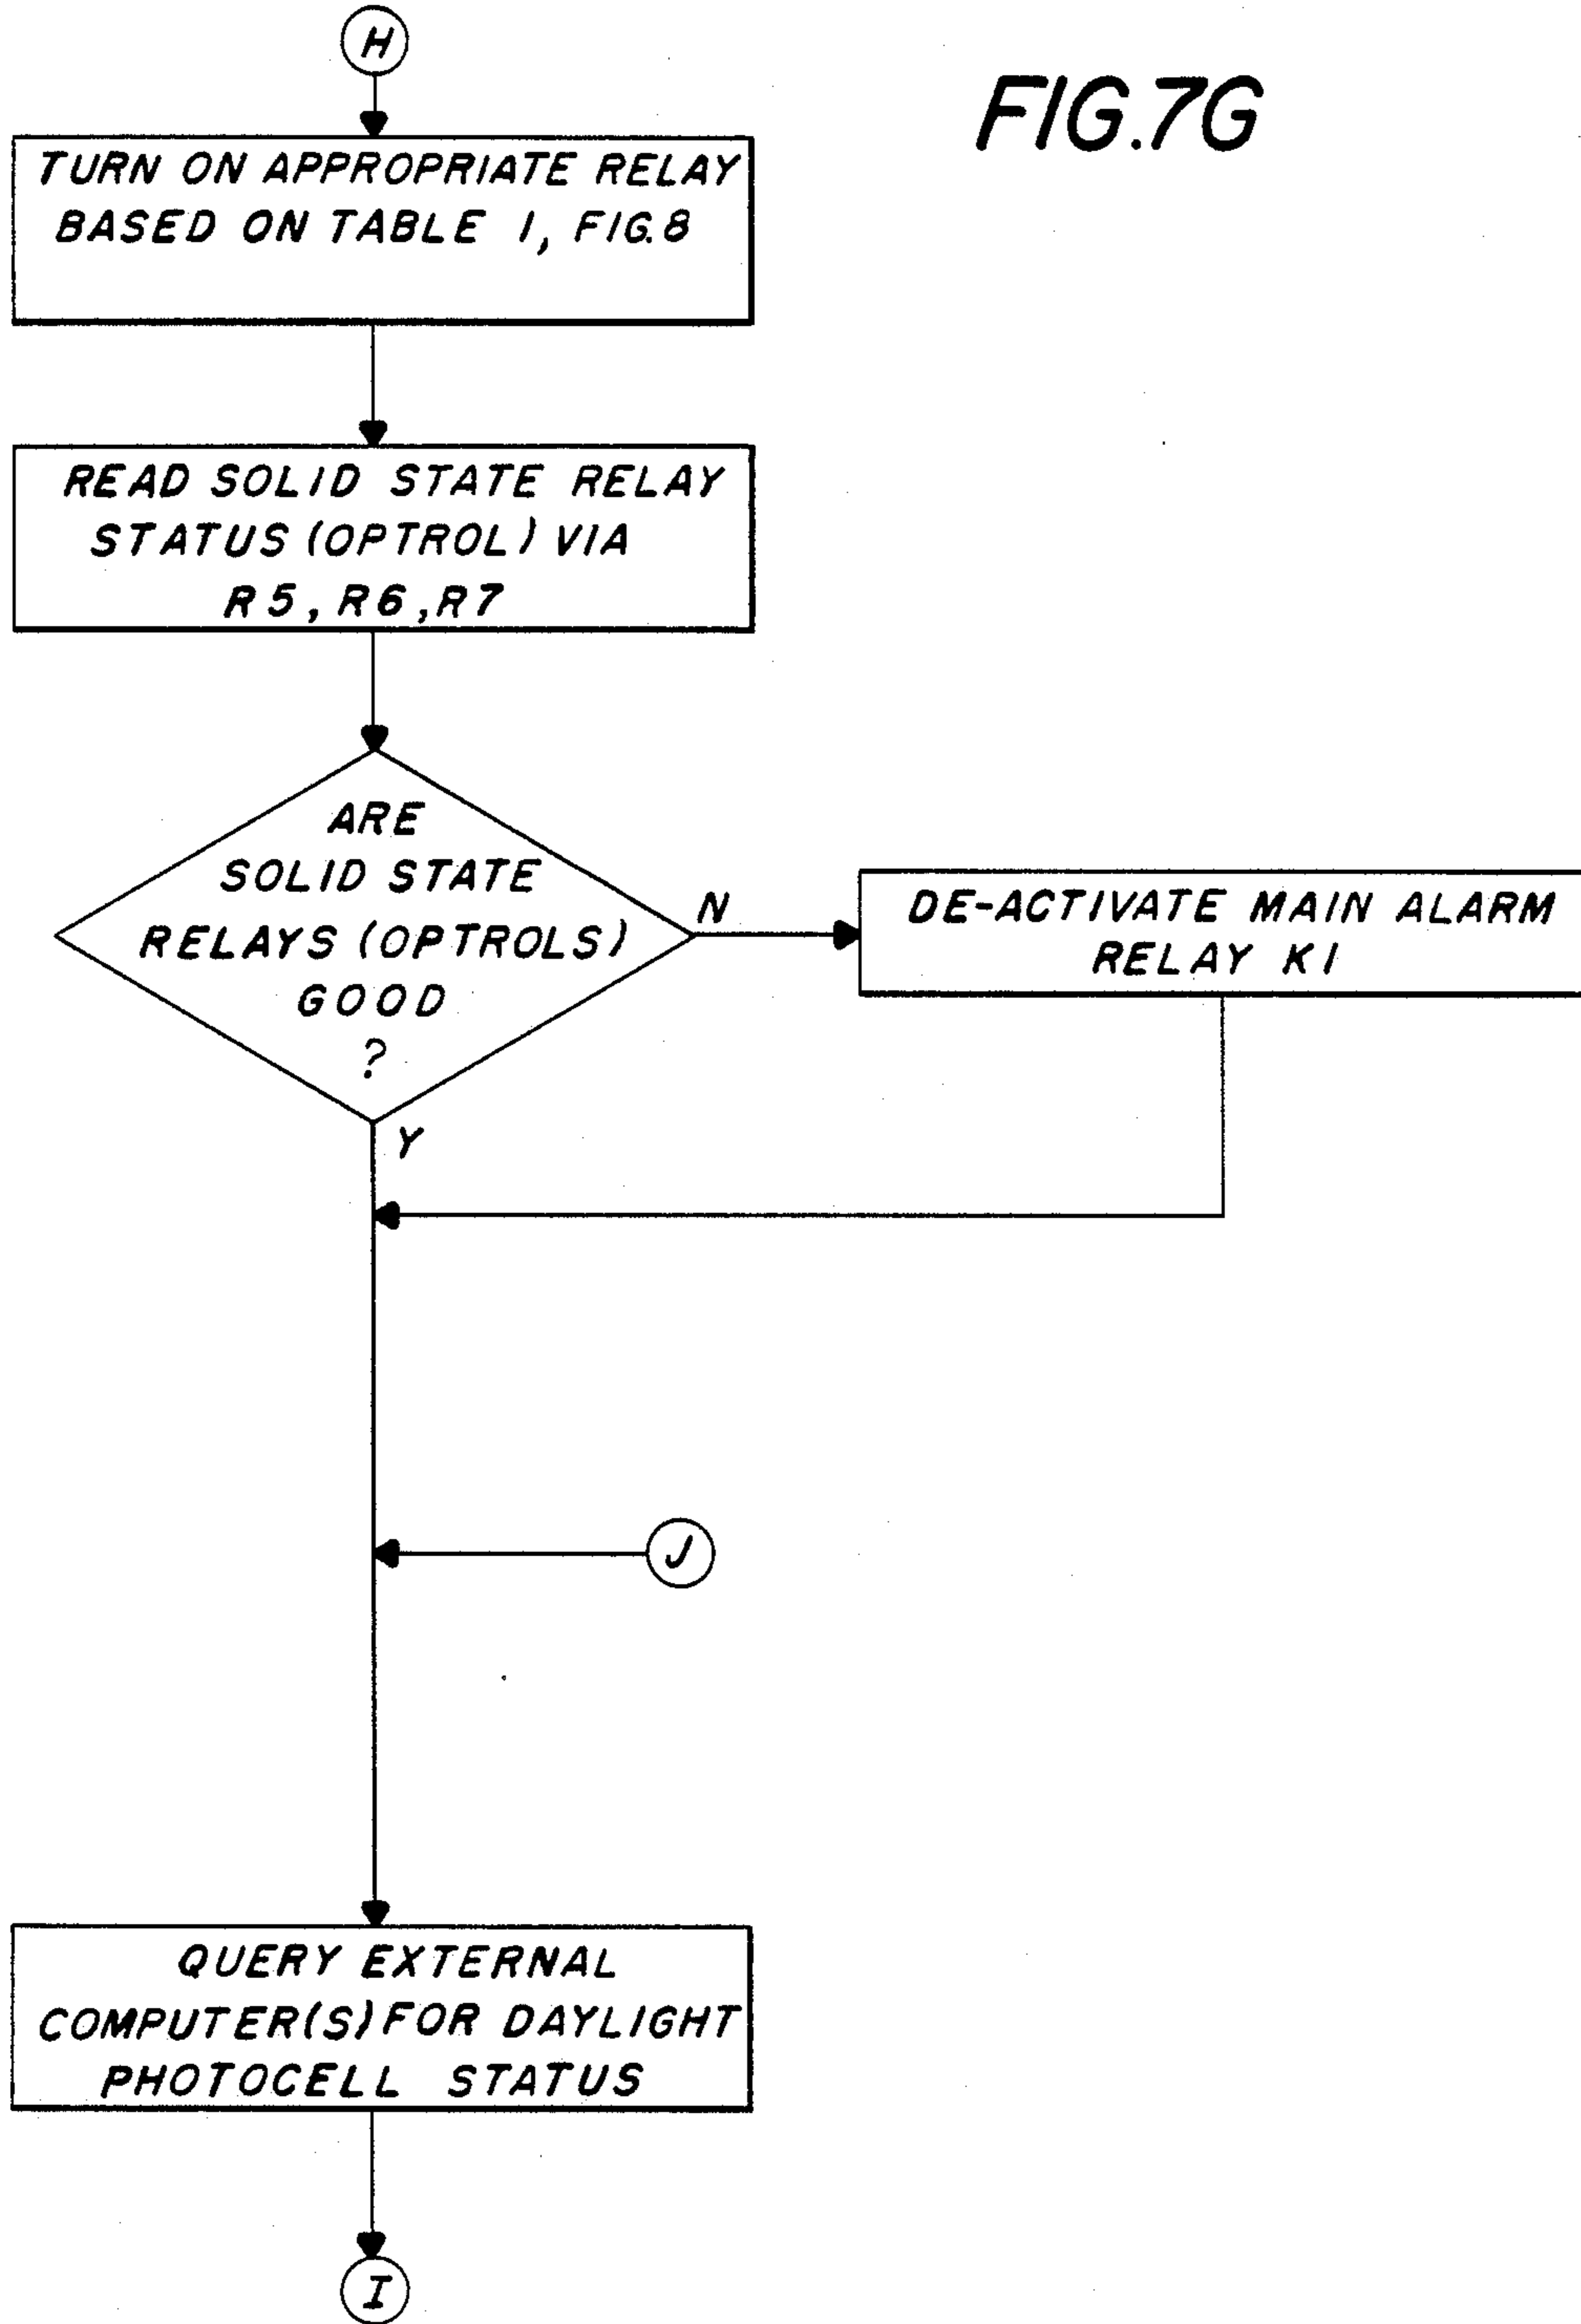 H
FIG.7G
TURN ON APPROPRIATE RELAY
BASED ON TABLE 1, FIG.8
READ SOLID STATE RELAY
STATUS (OPTROL) VIA
R5, R6, R7
ARE
SOLID STATE
RELAYS (OPTROLS)
GOOD
?
N
DE-ACTIVATE MAIN ALARM
RELAY K1
Y
J
QUERY EXTERNAL
COMPUTER(S) FOR DAYLIGHT
PHOTOCELL STATUS
I